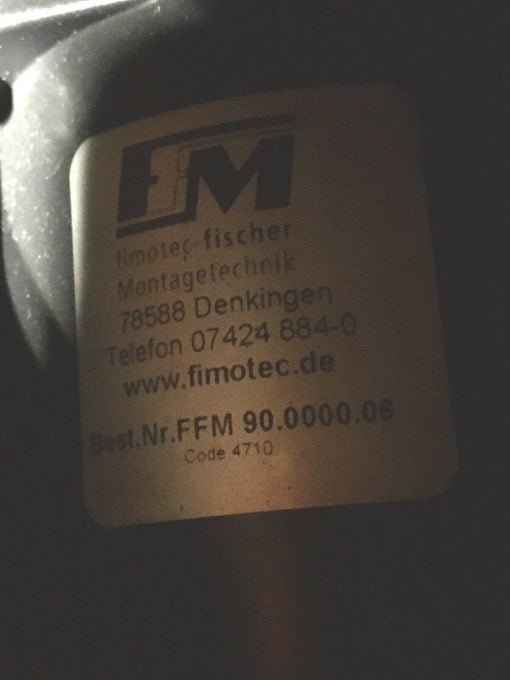 FM
fimotec-fischer
Montagetechnik
78588 Denkingen
Telefon 07424 884-0
www.fimotec.de
Best.Nr.FFM 90.0000.06
Code 4710